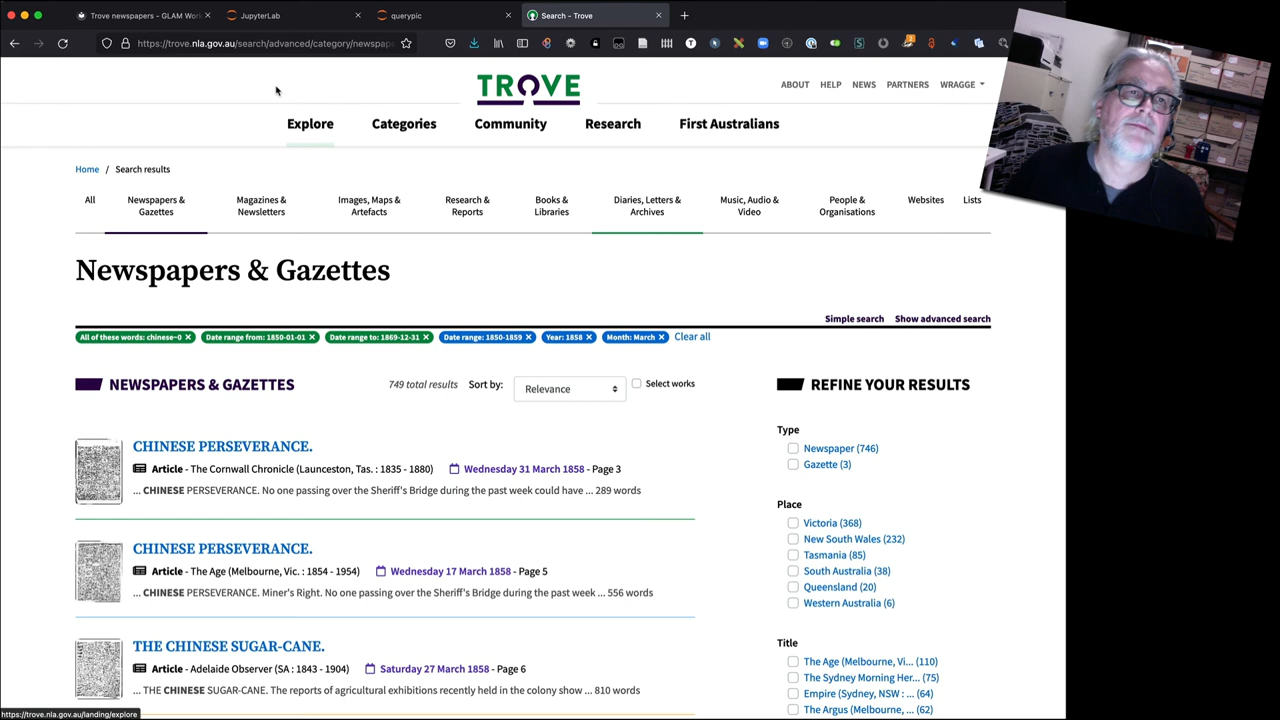 Trove newspapers - GLAM Wor
JupyterLab
querypic
Search - Trove
https://trove.nla.gov.au/search/advanced/category/newspape
TROVE
ABOUT HELP NEWS PARTNERS WRAGGE
Explore Categories Community Research First Australians
Home / Search results
All
Newspapers & Gazettes
Magazines & Newsletters
Images, Maps & Artefacts
Research & Reports
Books & Libraries
Diaries, Letters & Archives
Music, Audio & Video
People & Organisations
Websites
Lists
Newspapers & Gazettes
Simple search Show advanced search
All of these words: chinese~0 Date range from: 1850-01-01 Date range to: 1869-12-31 Date range: 1850-1859 Year: 1858 Month: March Clear all
NEWSPAPERS & GAZETTES
749 total results Sort by: Relevance Select works
CHINESE PERSEVERANCE.
Article - The Cornwall Chronicle (Launceston, Tas. : 1835 - 1880) Wednesday 31 March 1858 - Page 3
... CHINESE PERSEVERANCE. No one passing over the Sheriff's Bridge during the past week could have ... 289 words
CHINESE PERSEVERANCE.
Article - The Age (Melbourne, Vic. : 1854 - 1954) Wednesday 17 March 1858 - Page 5
... CHINESE PERSEVERANCE. Miner's Right. No one passing over the Sheriff's Bridge during the past week ... 556 words
THE CHINESE SUGAR-CANE.
Article - Adelaide Observer (SA : 1843 - 1904) Saturday 27 March 1858 - Page 6
... THE CHINESE SUGAR-CANE. The reports of agricultural exhibitions recently held in the colony show ... 810 words
REFINE YOUR RESULTS
Type
Newspaper (746)
Gazette (3)
Place
Victoria (368)
New South Wales (232)
Tasmania (85)
South Australia (38)
Queensland (20)
Western Australia (6)
Title
The Age (Melbourne, Vi... (110)
The Sydney Morning Her... (75)
Empire (Sydney, NSW : ... (64)
The Argus (Melbourne, ... (62)
https://trove.nla.gov.au/landing/explore